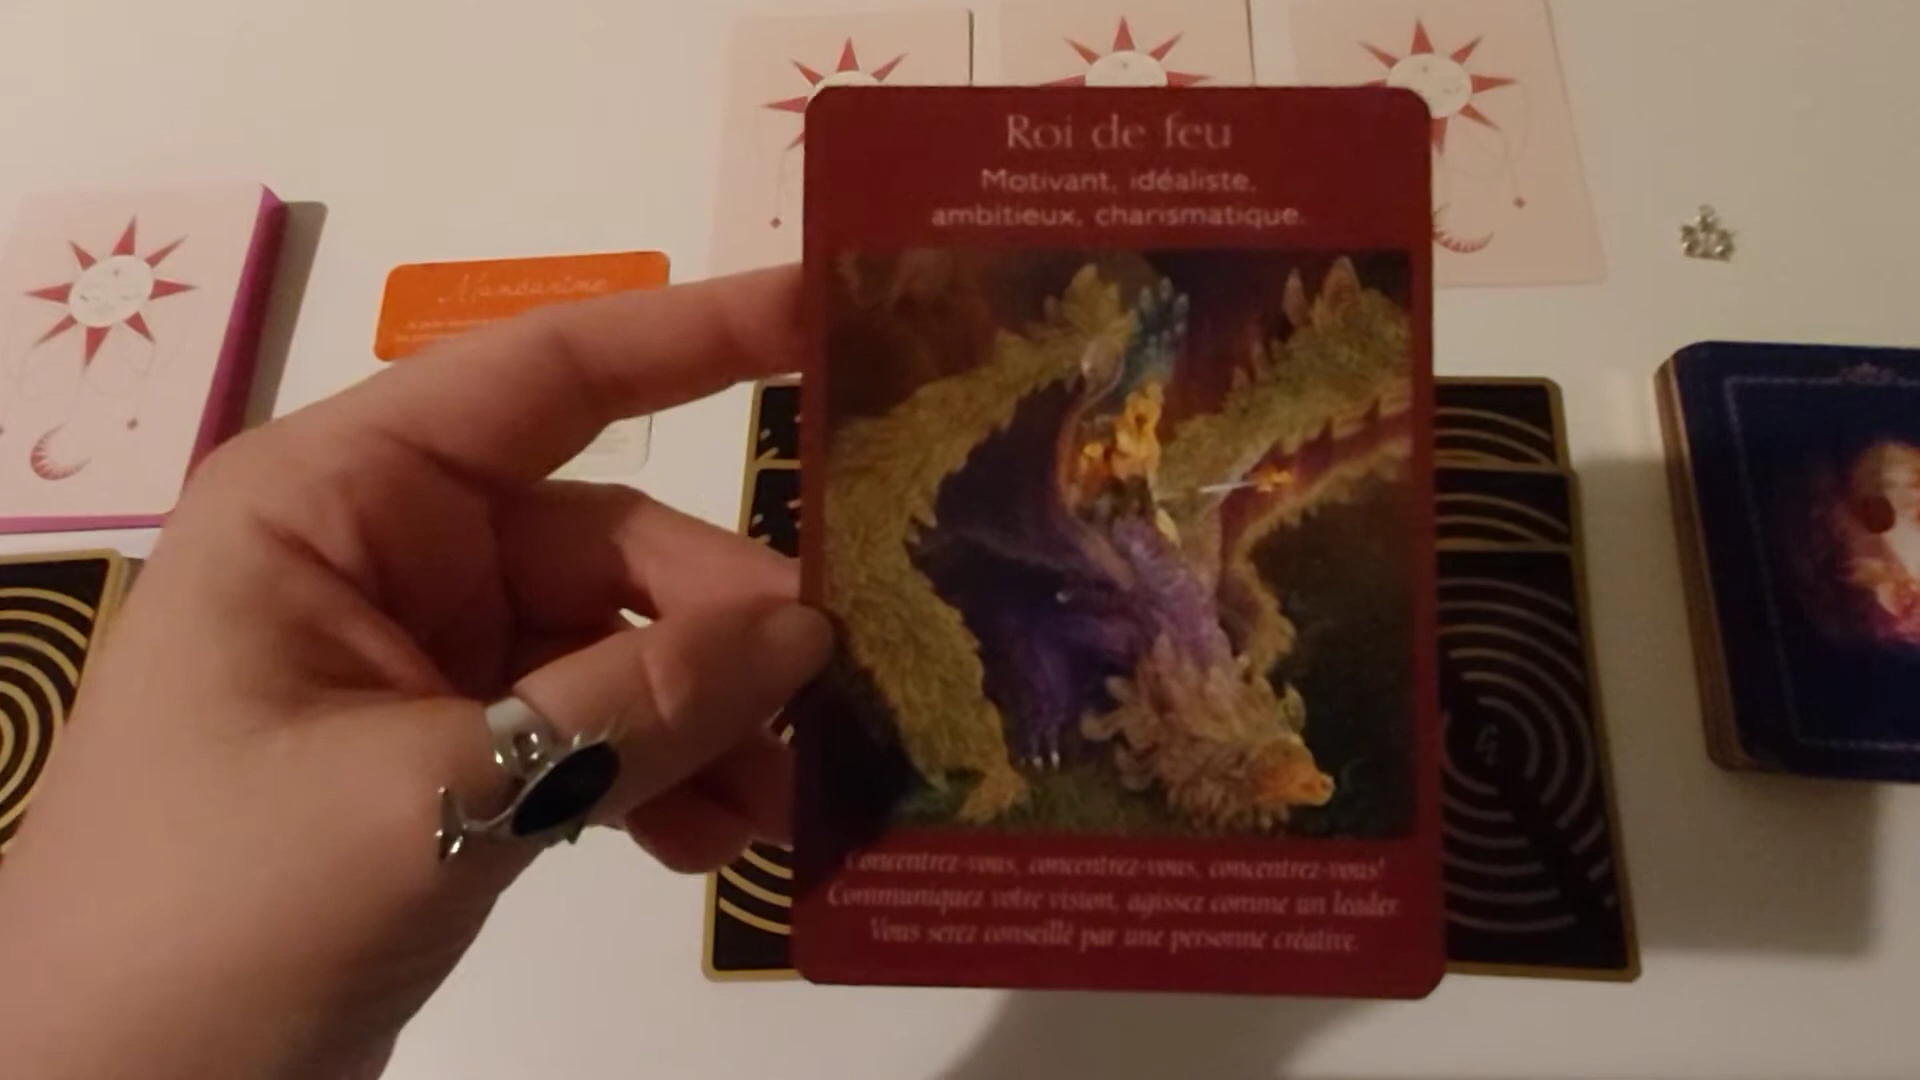 Roi de feu
Motivant, idéaliste,
ambitieux, charismatique.
Mandarine
Concentrez-vous, concentrez-vous, concentrez-vous!
Communiquez votre vision, agissez comme un leader.
Vous serez conseillé par une personne créative.